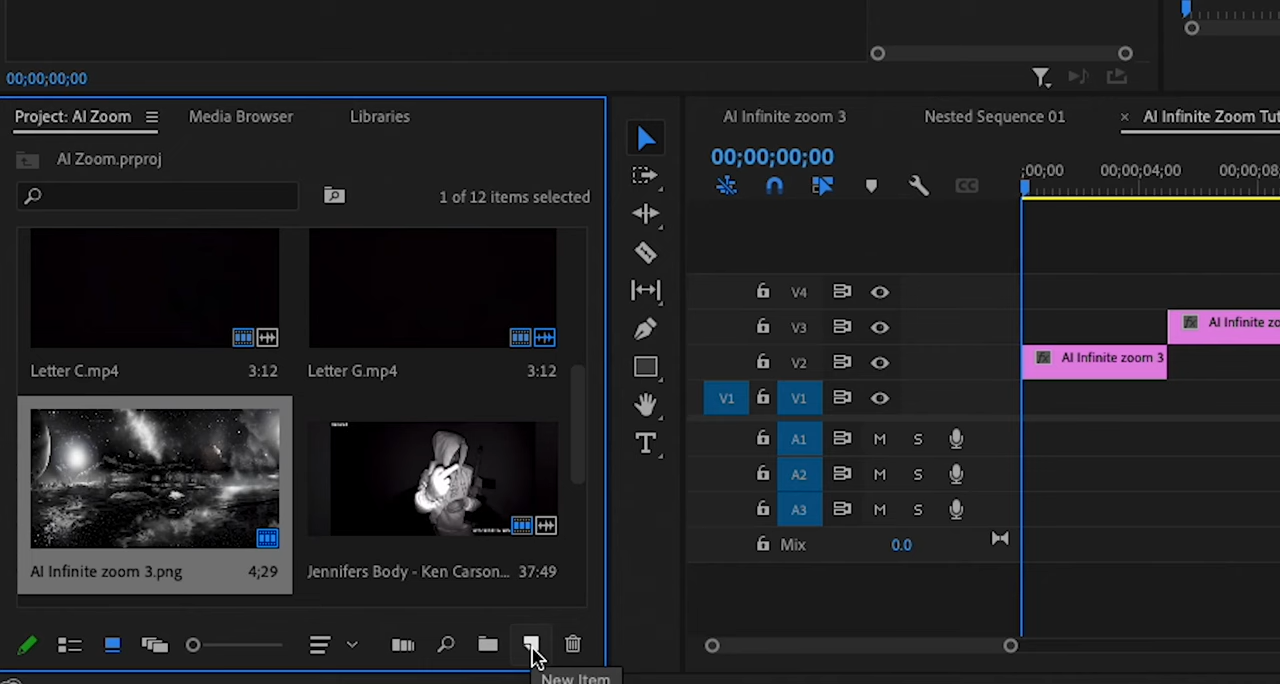 00;00;00;00
Project: AI Zoom
Media Browser
Libraries
AI Zoom.prproj
1 of 12 items selected
Letter C.mp4 3:12
Letter G.mp4 3:12
AI Infinite zoom 3.png 4;29
Jennifers Body - Ken Carson... 37:49
New Item
AI Infinite zoom 3
Nested Sequence 01
× AI Infinite Zoom Tut
00;00;00;00
;00;00 00;00;04;00 00;00;08
CC
V4
V3 fx AI Infinite zo
V2 fx AI Infinite zoom 3
V1 V1
A1 M S
A2 M S
A3 M S
Mix 0.0
T